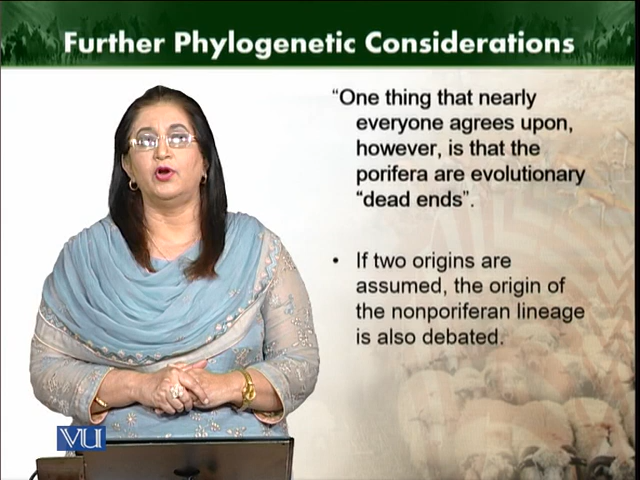 Further Phylogenetic Considerations
“One thing that nearly
everyone agrees upon,
however, is that the
porifera are evolutionary
“dead ends”.
• If two origins are
assumed, the origin of
the nonporiferan lineage
is also debated.
VU